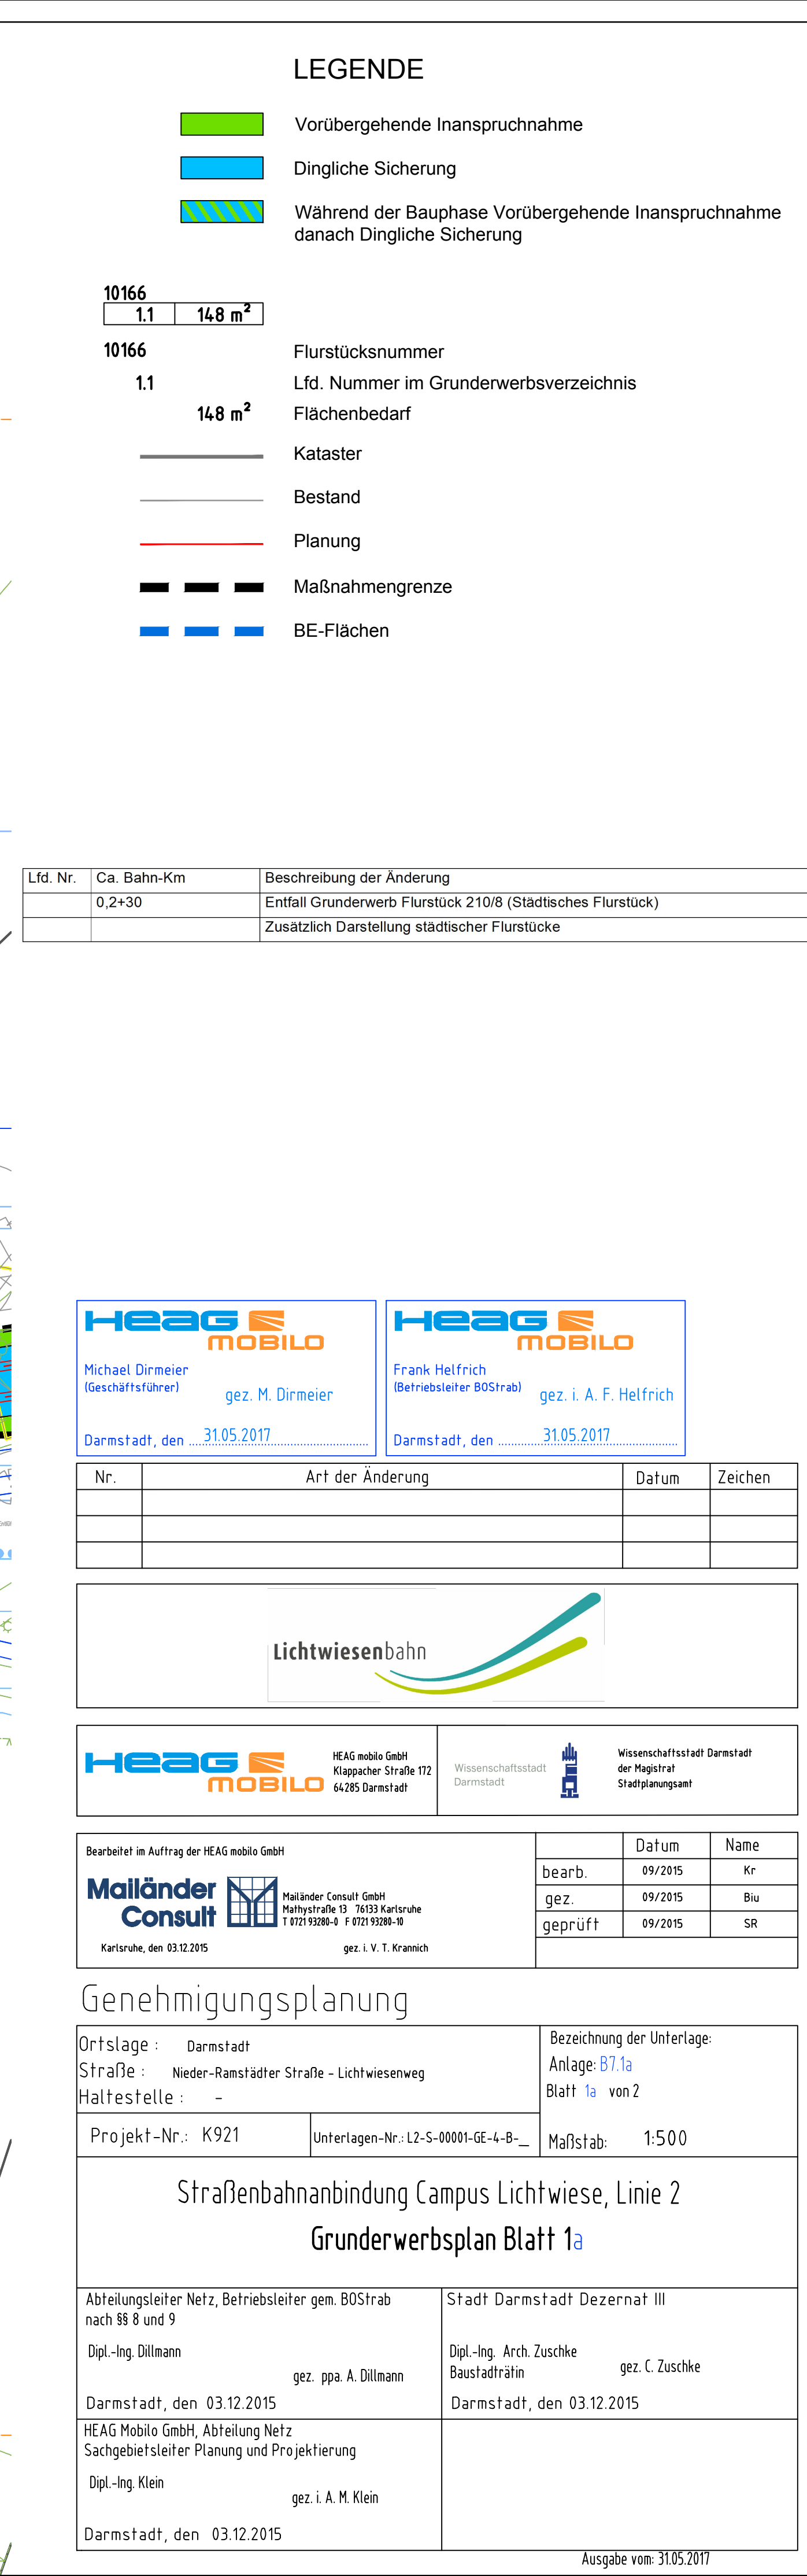 LEGENDE
Vorübergehende Inanspruchnahme
Dingliche Sicherung
Während der Bauphase Vorübergehende Inanspruchnahme
danach Dingliche Sicherung
10166
1.1 148 m²
10166 Flurstücksnummer
1.1 Lfd. Nummer im Grunderwerbsverzeichnis
148 m² Flächenbedarf
Kataster
Bestand
Planung
Maßnahmengrenze
BE-Flächen
Lfd. Nr. Ca. Bahn-Km Beschreibung der Änderung
0,2+30 Entfall Grunderwerb Flurstück 210/8 (Städtisches Flurstück)
Zusätzlich Darstellung städtischer Flurstücke
HEAG
MOBILO
Michael Dirmeier
(Geschäftsführer)
gez. M. Dirmeier
Darmstadt, den 31.05.2017
HEAG
MOBILO
Frank Helfrich
(Betriebsleiter BOStrab)
gez. i. A. F. Helfrich
Darmstadt, den 31.05.2017
Nr. Art der Änderung Datum Zeichen
Lichtwiesenbahn
HEAG
MOBILO
HEAG mobilo GmbH
Klappacher Straße 172
64285 Darmstadt
Wissenschaftsstadt
Darmstadt
Wissenschaftsstadt Darmstadt
der Magistrat
Stadtplanungsamt
Bearbeitet im Auftrag der HEAG mobilo GmbH
Mailänder
Consult
Mailänder Consult GmbH
Mathystraße 13 76133 Karlsruhe
T 0721 93280-0 F 0721 93280-10
Karlsruhe, den 03.12.2015 gez. i. V. T. Krannich
Datum Name
bearb. 09/2015 Kr
gez. 09/2015 Biu
geprüft 09/2015 SR
Genehmigungsplanung
Ortslage : Darmstadt
Straße : Nieder-Ramstädter Straße - Lichtwiesenweg
Haltestelle : -
Bezeichnung der Unterlage:
Anlage: B7.1a
Blatt 1a von 2
Projekt-Nr.: K921
Unterlagen-Nr.: L2-S-00001-GE-4-B-_
Maßstab: 1:500
Straßenbahnanbindung Campus Lichtwiese, Linie 2
Grunderwerbsplan Blatt 1a
Abteilungsleiter Netz, Betriebsleiter gem. BOStrab
nach §§ 8 und 9
Dipl.-Ing. Dillmann
gez. ppa. A. Dillmann
Darmstadt, den 03.12.2015
Stadt Darmstadt Dezernat III
Dipl.-Ing. Arch. Zuschke
Baustadträtin
gez. C. Zuschke
Darmstadt, den 03.12.2015
HEAG Mobilo GmbH, Abteilung Netz
Sachgebietsleiter Planung und Projektierung
Dipl.-Ing. Klein
gez. i. A. M. Klein
Darmstadt, den 03.12.2015
Ausgabe vom: 31.05.2017